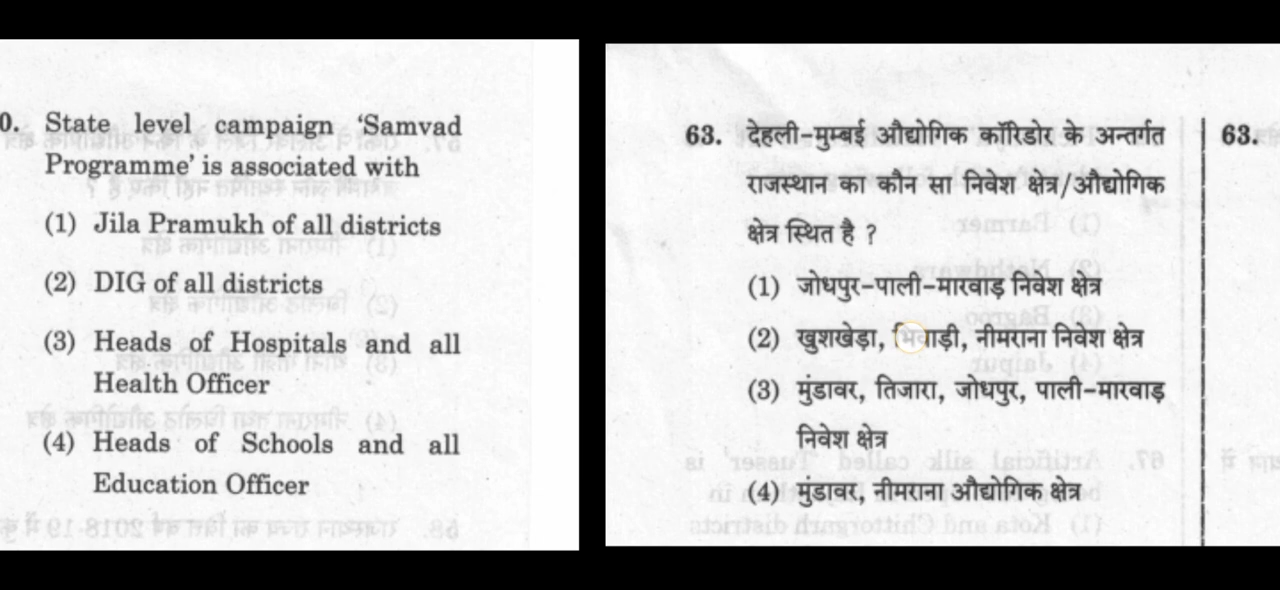 0. State level campaign ‘Samvad
Programme’ is associated with
(1) Jila Pramukh of all districts
(2) DIG of all districts
(3) Heads of Hospitals and all
Health Officer
(4) Heads of Schools and all
Education Officer
63. देहली-मुम्बई औद्योगिक कॉरिडोर के अन्तर्गत
राजस्थान का कौन सा निवेश क्षेत्र/औद्योगिक
क्षेत्र स्थित है ?
(1) जोधपुर-पाली-मारवाड़ निवेश क्षेत्र
(2) खुशखेड़ा, भिवाड़ी, नीमराना निवेश क्षेत्र
(3) मुंडावर, तिजारा, जोधपुर, पाली-मारवाड़
निवेश क्षेत्र
(4) मुंडावर, नीमराना औद्योगिक क्षेत्र
63.